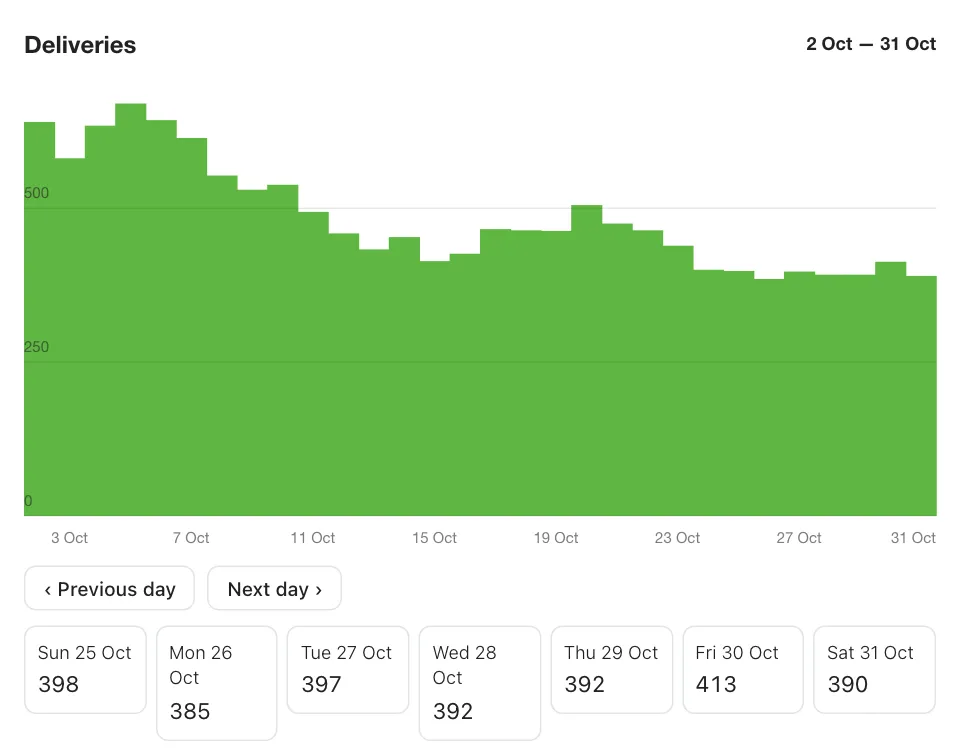 Deliveries
2 Oct — 31 Oct
500
250
0
3 Oct
7 Oct
11 Oct
15 Oct
19 Oct
23 Oct
27 Oct
31 Oct
‹ Previous day
Next day ›
Sun 25 Oct
398
Mon 26
Oct
385
Tue 27 Oct
397
Wed 28
Oct
392
Thu 29 Oct
392
Fri 30 Oct
413
Sat 31 Oct
390